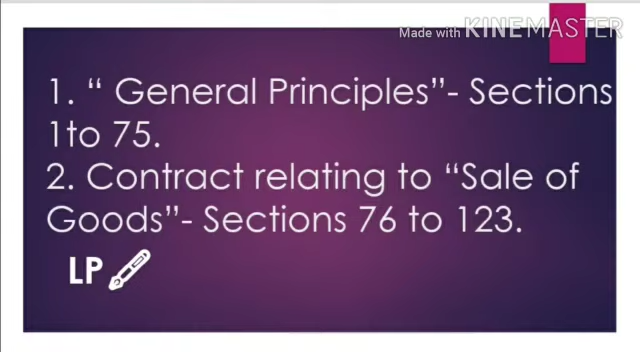 Made with KINEMASTER
1. “ General Principles”- Sections
1to 75.
2. Contract relating to “Sale of
Goods”- Sections 76 to 123.
LP